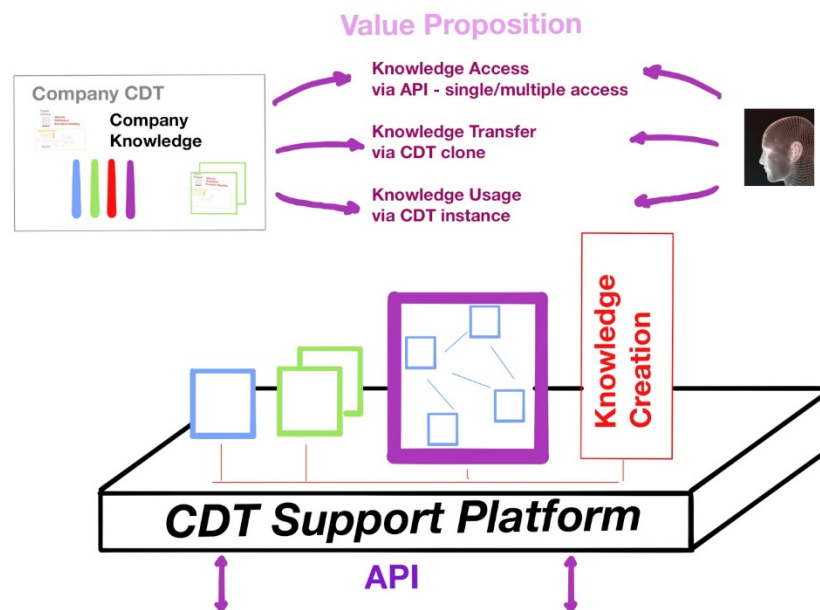 Value Proposition
Company CDT
Company
Knowledge
Knowledge Access
via API - single/multiple access
Knowledge Transfer
via CDT clone
Knowledge Usage
via CDT instance
Knowledge
Creation
CDT Support Platform
API